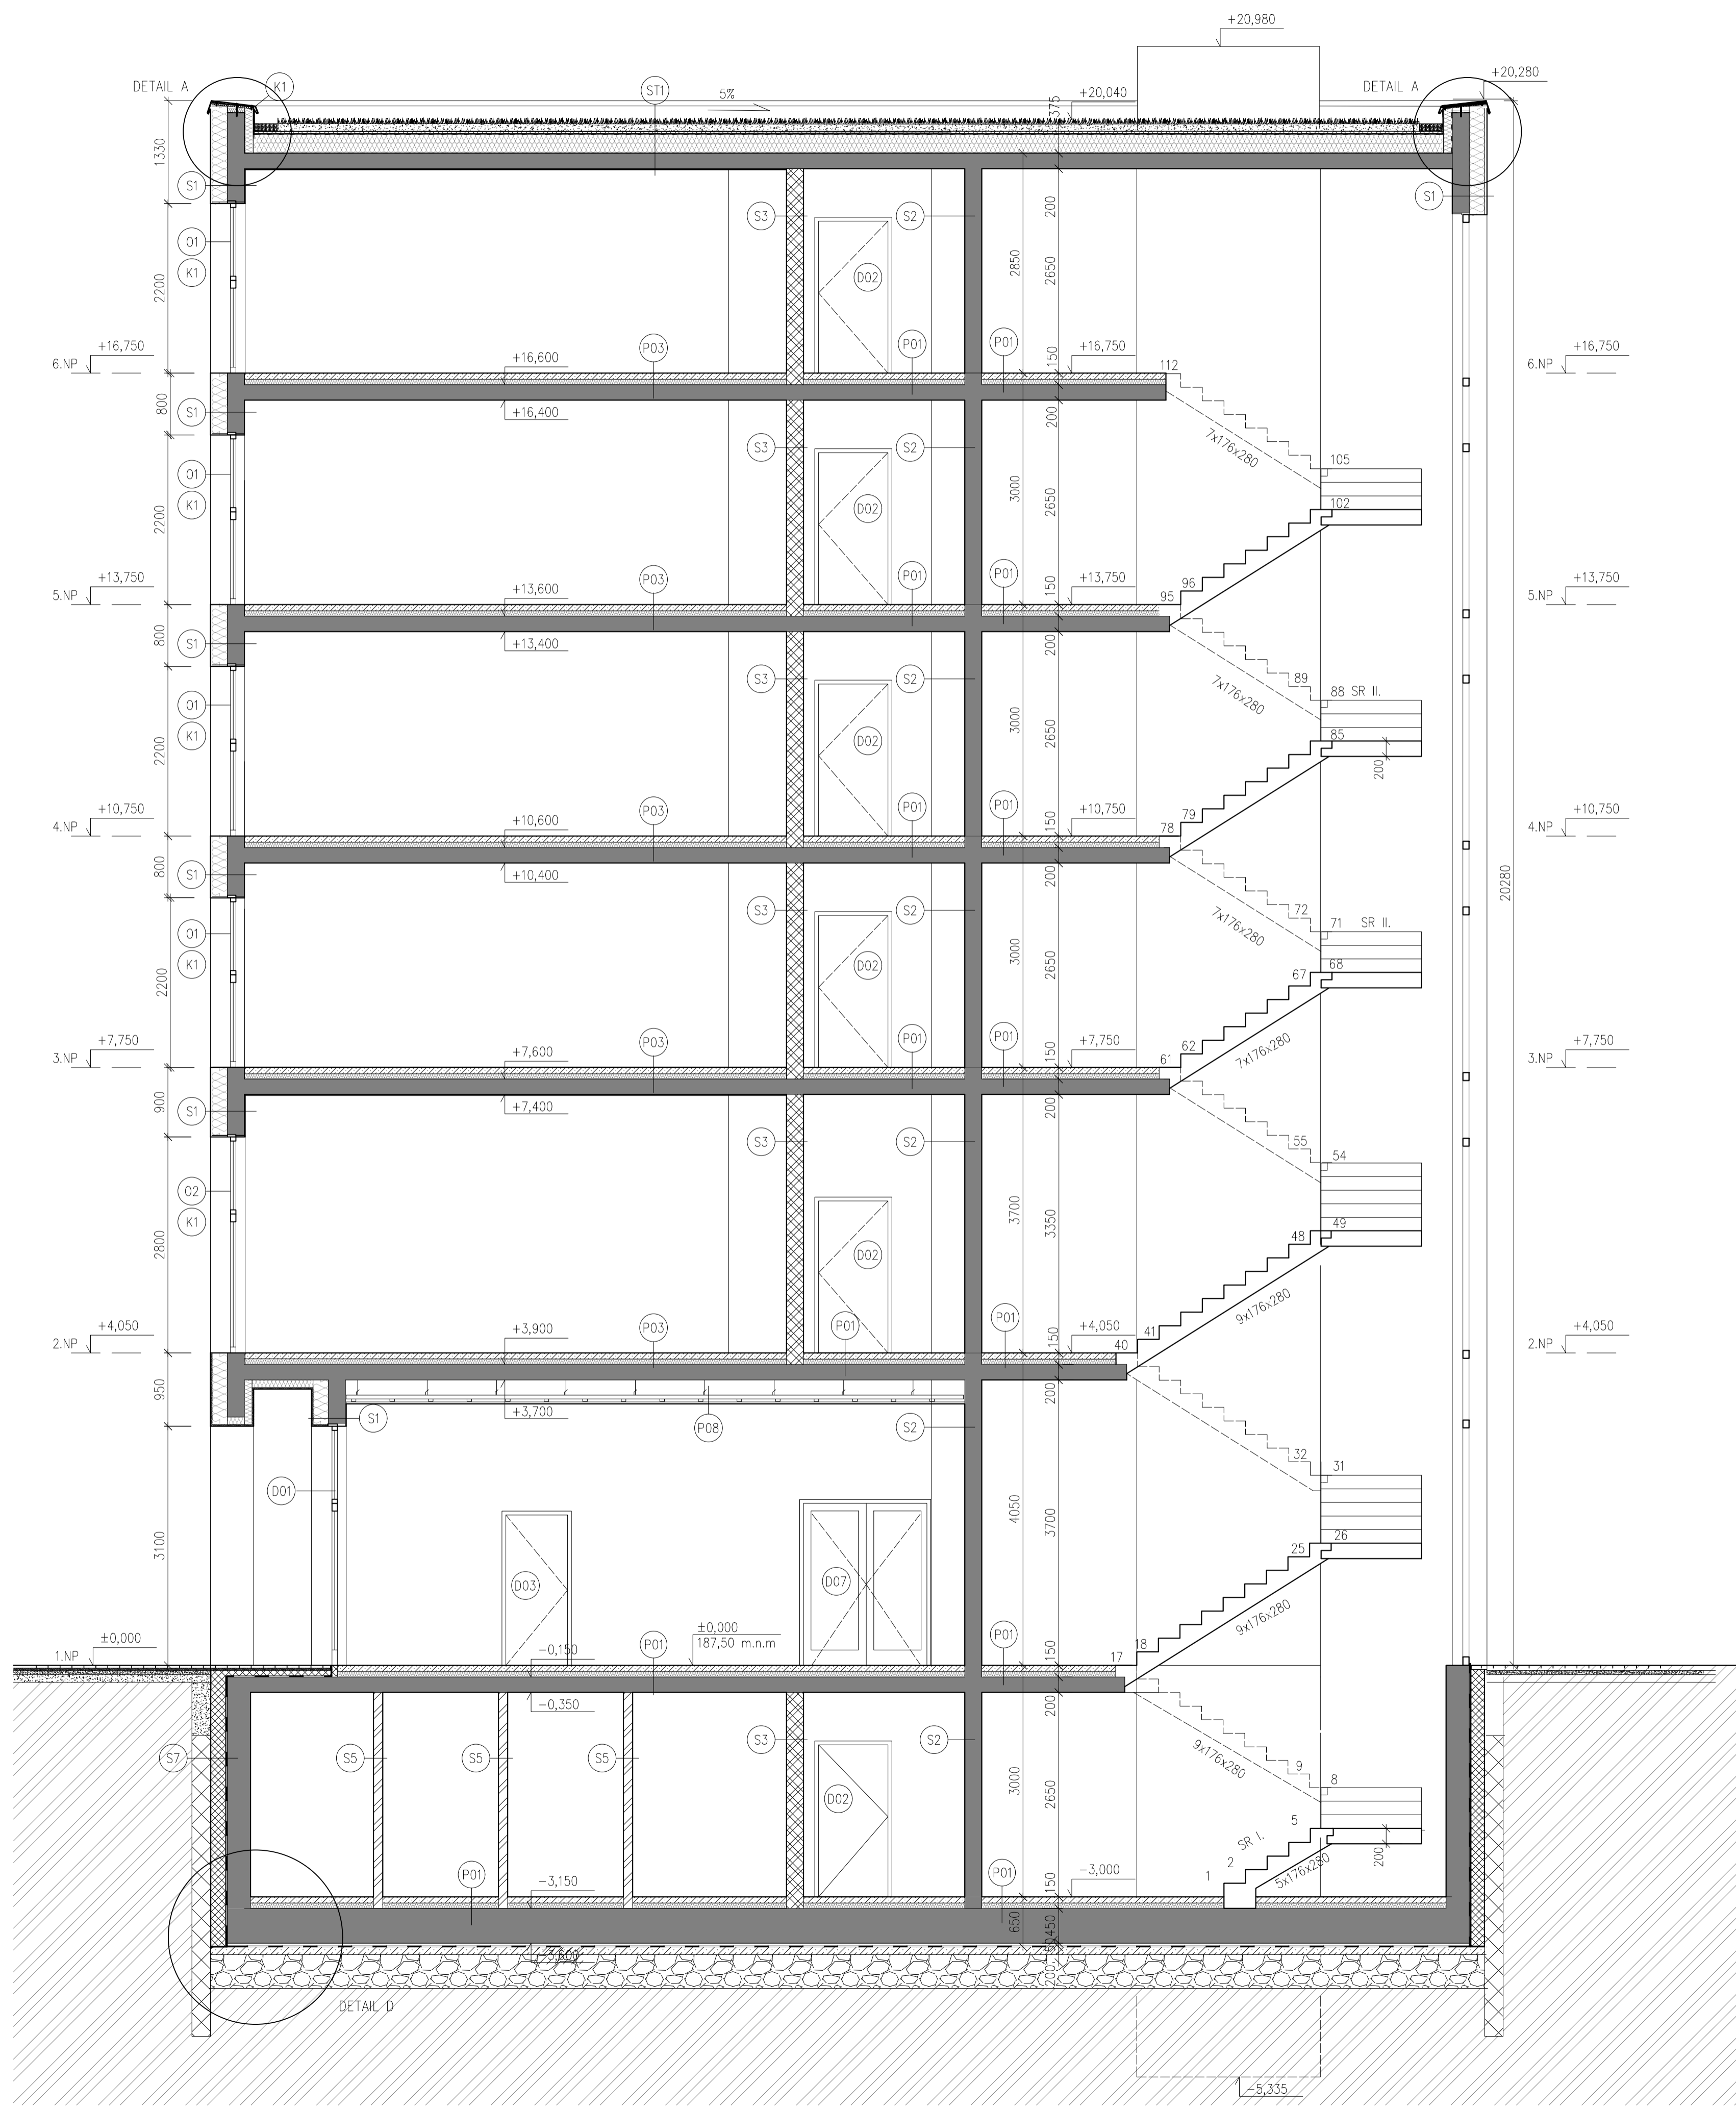 +20,980
+20,280
DETAIL A
K1
ST1
5%
+20,040
375
DETAIL A
1330
S1
S3
S2
200
S1
O1
K1
2200
D02
2850
2650
6.NP
+16,750
+16,600
P03
P01
P01
+16,750
150
112
6.NP
+16,750
800
S1
+16,400
200
7x176x280
S3
S2
105
O1
K1
2200
D02
3000
2650
102
5.NP
+13,750
+13,600
P03
P01
P01
+13,750
150
95
96
5.NP
+13,750
800
S1
+13,400
200
S3
S2
7x176x280
89
88
SR II.
O1
K1
2200
D02
3000
2650
85
200
4.NP
+10,750
+10,600
P03
P01
P01
+10,750
150
78
79
4.NP
+10,750
800
S1
+10,400
200
20280
S3
S2
7x176x280
72
71
SR II.
O1
K1
2200
D02
3000
2650
67
68
3.NP
+7,750
+7,600
P03
P01
P01
+7,750
150
61
62
7x176x280
3.NP
+7,750
900
S1
+7,400
200
S3
S2
55
54
O2
K1
2800
D02
3700
3350
48
49
9x176x280
2.NP
+4,050
+3,900
P03
P01
P01
+4,050
150
40
41
2.NP
+4,050
950
S1
+3,700
P08
S2
200
32
31
D01
3100
D03
D07
4050
3700
25
26
9x176x280
1.NP
±0,000
-0,150
P01
±0,000
187,50 m.n.m
P01
150
17
18
-0,350
200
S7
S5
S5
S5
S3
S2
9x176x280
9
8
D02
3000
2650
SR I.
5
200
1
2
5x176x280
P01
-3,150
P01
-3,000
150
650
450
-3,600
200
DETAIL D
-5,335